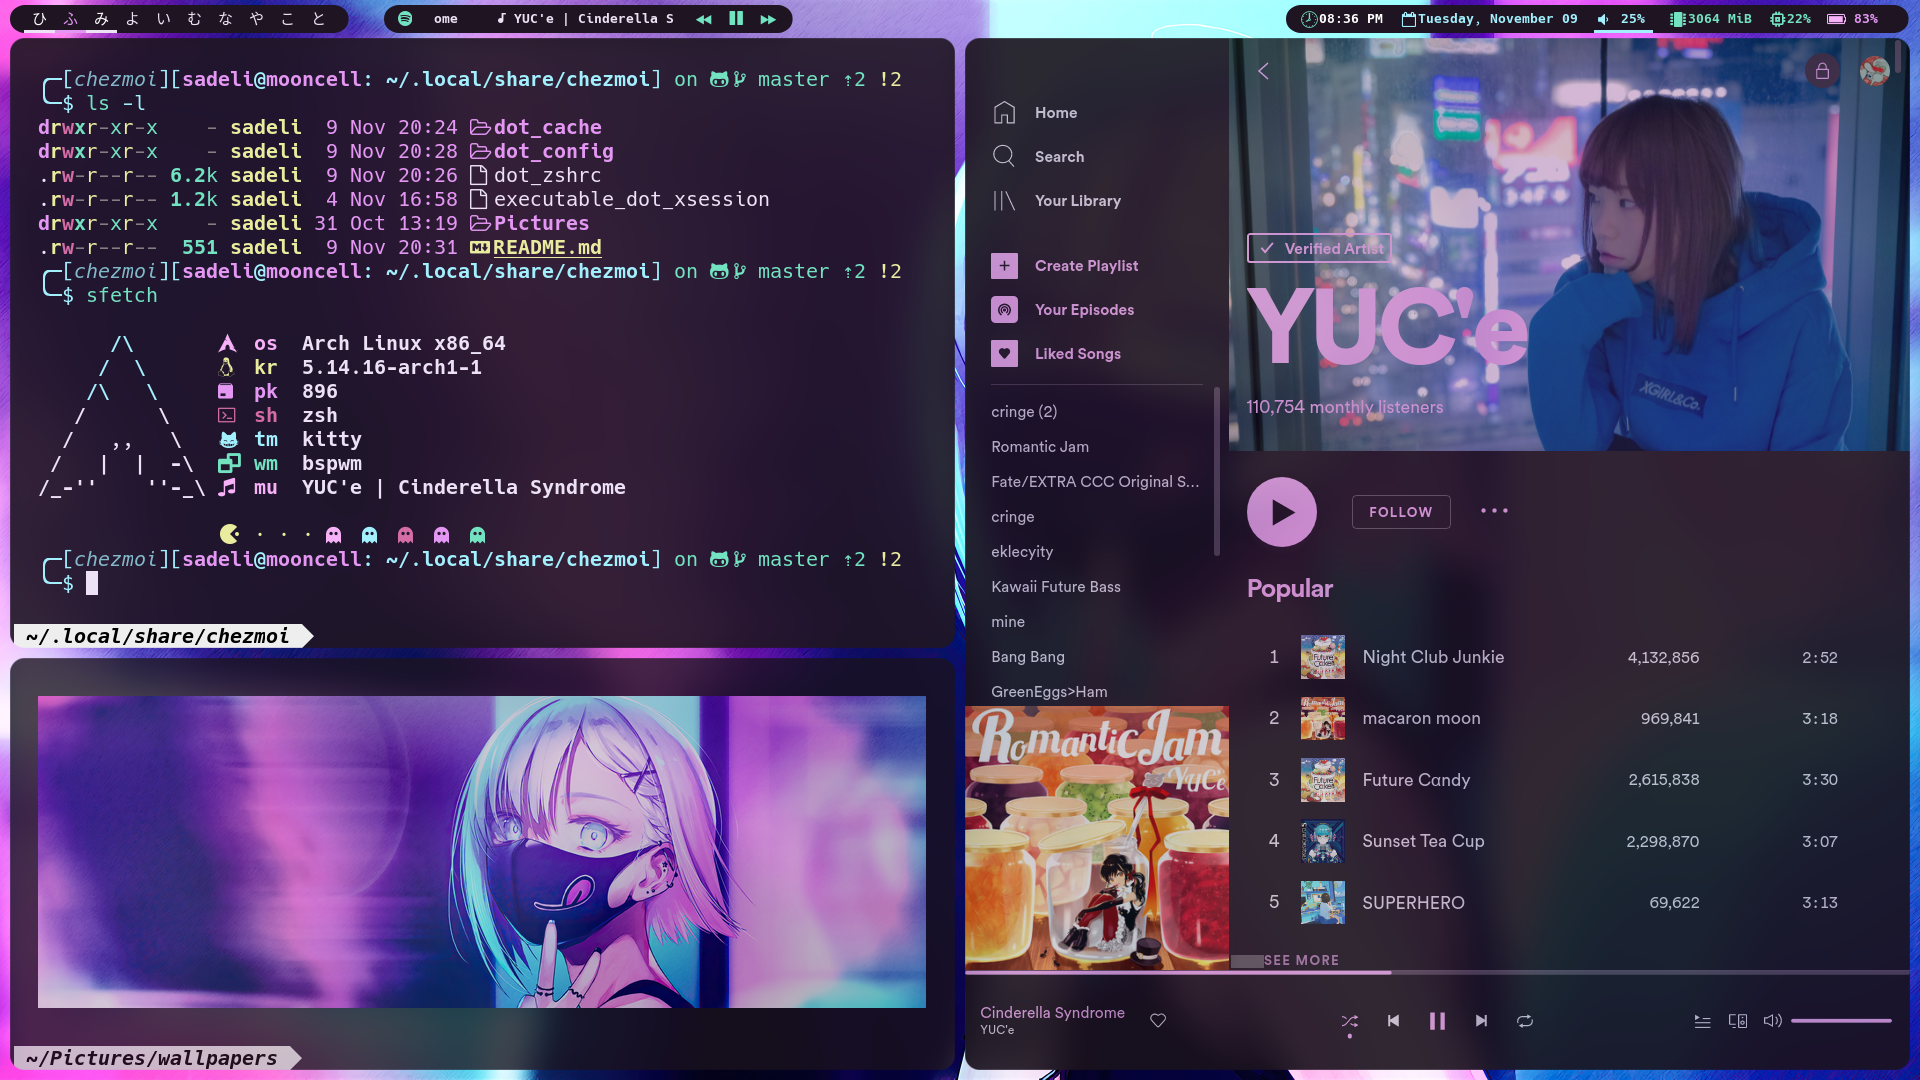 ひ ふ み よ い む な や こ と
ome YUC'e | Cinderella S
08:36 PM Tuesday, November 09 25% 3064 MiB 22% 83%
[chezmoi][sadeli@mooncell: ~/.local/share/chezmoi] on master ⇡2 !2
$ ls -l
drwxr-xr-x - sadeli 9 Nov 20:24 dot_cache
drwxr-xr-x - sadeli 9 Nov 20:28 dot_config
.rw-r--r-- 6.2k sadeli 9 Nov 20:26 dot_zshrc
.rw-r--r-- 1.2k sadeli 4 Nov 16:58 executable_dot_xsession
drwxr-xr-x - sadeli 31 Oct 13:19 Pictures
.rw-r--r-- 551 sadeli 9 Nov 20:31 README.md
[chezmoi][sadeli@mooncell: ~/.local/share/chezmoi] on master ⇡2 !2
$ sfetch
/\ os Arch Linux x86_64
/ \ kr 5.14.16-arch1-1
/\ \ pk 896
/ \ sh zsh
/ ,, \ tm kitty
/ | | -\ wm bspwm
/_-'' ''-_\ mu YUC'e | Cinderella Syndrome
[chezmoi][sadeli@mooncell: ~/.local/share/chezmoi] on master ⇡2 !2
$
~/.local/share/chezmoi
~/Pictures/wallpapers
Home
Search
Your Library
Create Playlist
Your Episodes
Liked Songs
cringe (2)
Romantic Jam
Fate/EXTRA CCC Original S...
cringe
eklecyity
Kawaii Future Bass
mine
Bang Bang
GreenEggs>Ham
Romantic Jam
YUC'e
Verified Artist
YUC'e
XGIRL&Co.
110,754 monthly listeners
FOLLOW
Popular
1 Night Club Junkie 4,132,856 2:52
2 macaron moon 969,841 3:18
3 Future Candy 2,615,838 3:30
4 Sunset Tea Cup 2,298,870 3:07
5 SUPERHERO 69,622 3:13
SEE MORE
Cinderella Syndrome
YUC'e